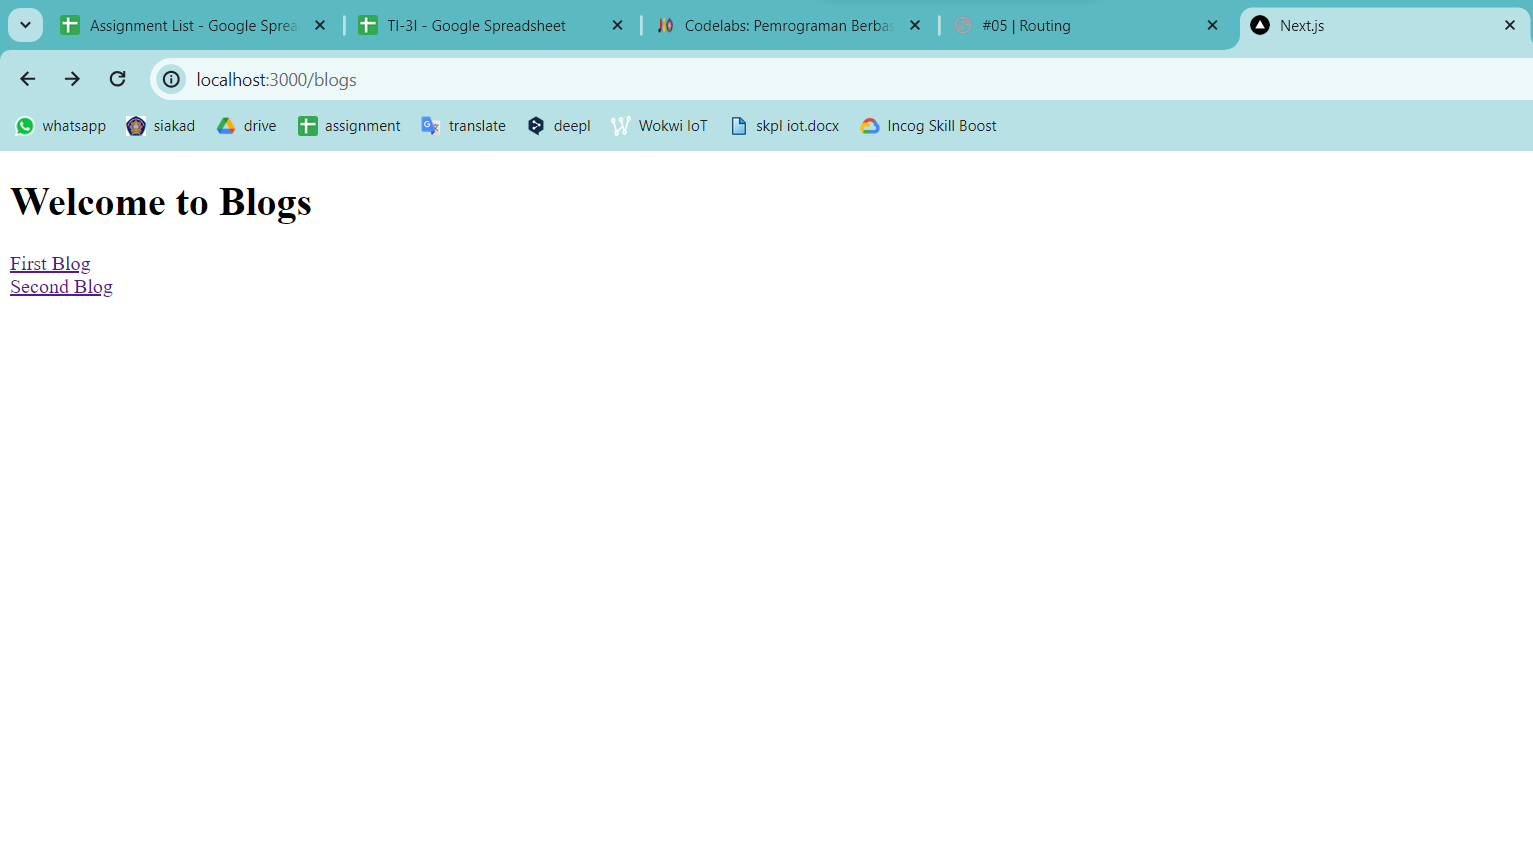 Assignment List - Google Sprea
TI-3I - Google Spreadsheet
Codelabs: Pemrograman Berbas
#05 | Routing
Next.js
localhost:3000/blogs
whatsapp siakad drive assignment translate deepl Wokwi IoT skpl iot.docx Incog Skill Boost
Welcome to Blogs
First Blog
Second Blog